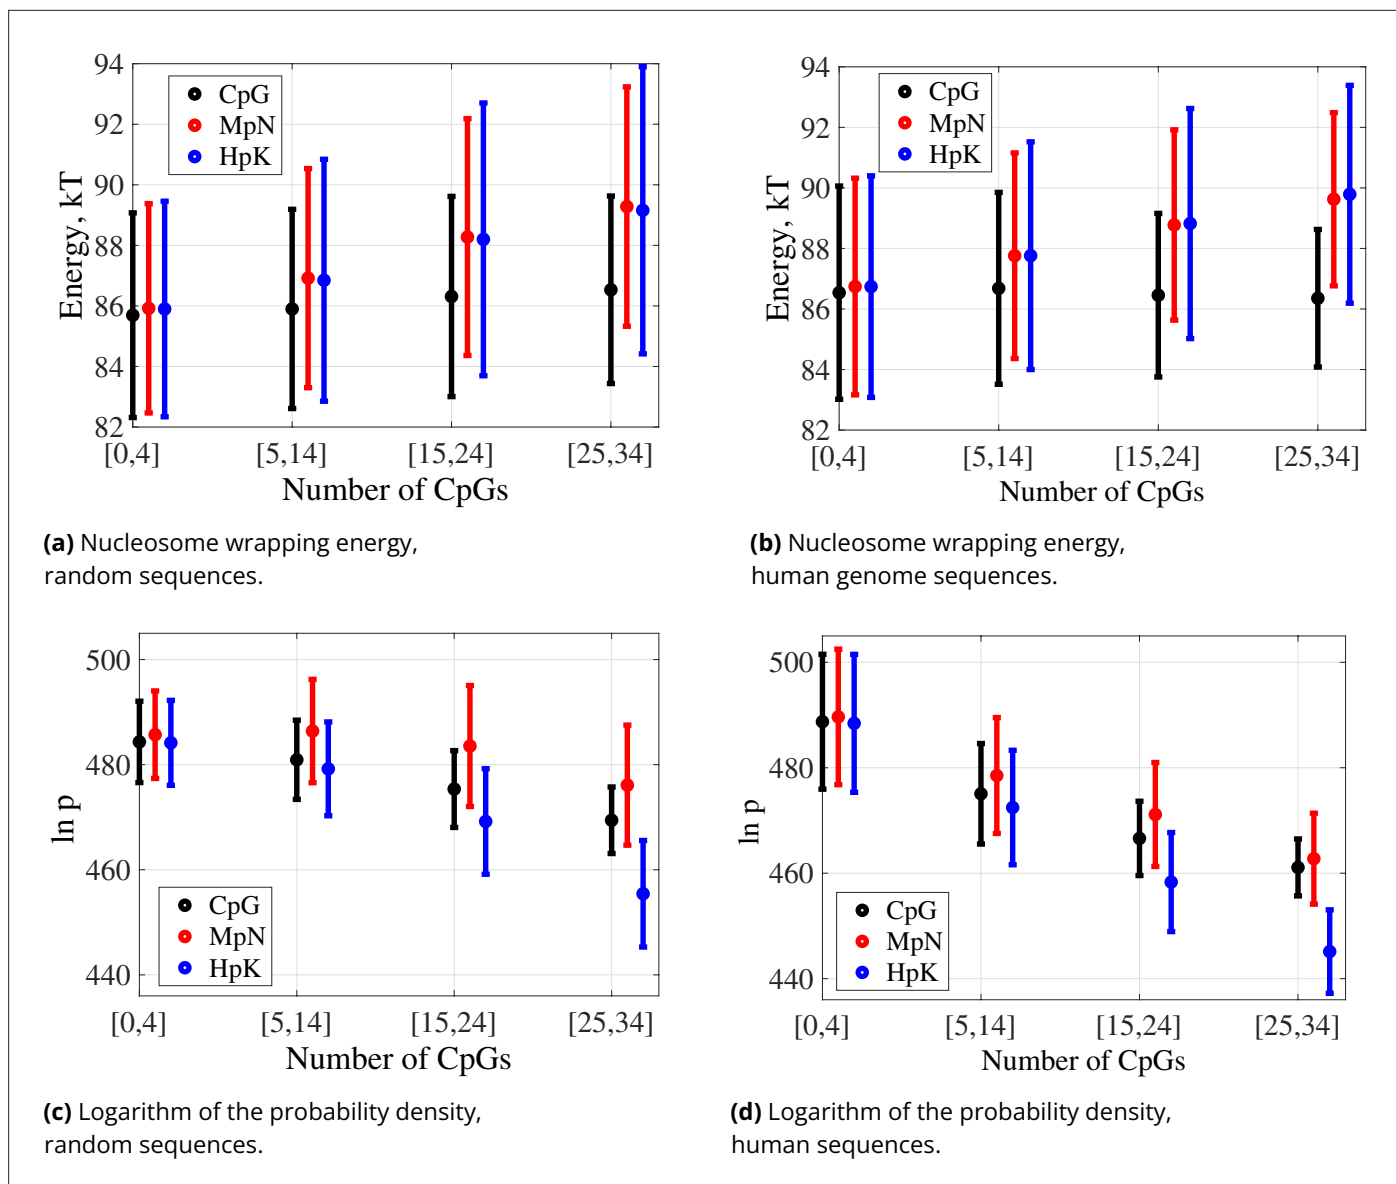 94
92
90
88
86
84
82
Energy, kT
CpG
MpN
HpK
[0,4]
[5,14]
[15,24]
[25,34]
Number of CpGs
(a) Nucleosome wrapping energy,
random sequences.
94
92
90
88
86
84
82
Energy, kT
CpG
MpN
HpK
[0,4]
[5,14]
[15,24]
[25,34]
Number of CpGs
(b) Nucleosome wrapping energy,
human genome sequences.
500
480
460
440
ln p
CpG
MpN
HpK
[0,4]
[5,14]
[15,24]
[25,34]
Number of CpGs
(c) Logarithm of the probability density,
random sequences.
500
480
460
440
ln p
CpG
MpN
HpK
[0,4]
[5,14]
[15,24]
[25,34]
Number of CpGs
(d) Logarithm of the probability density,
human sequences.